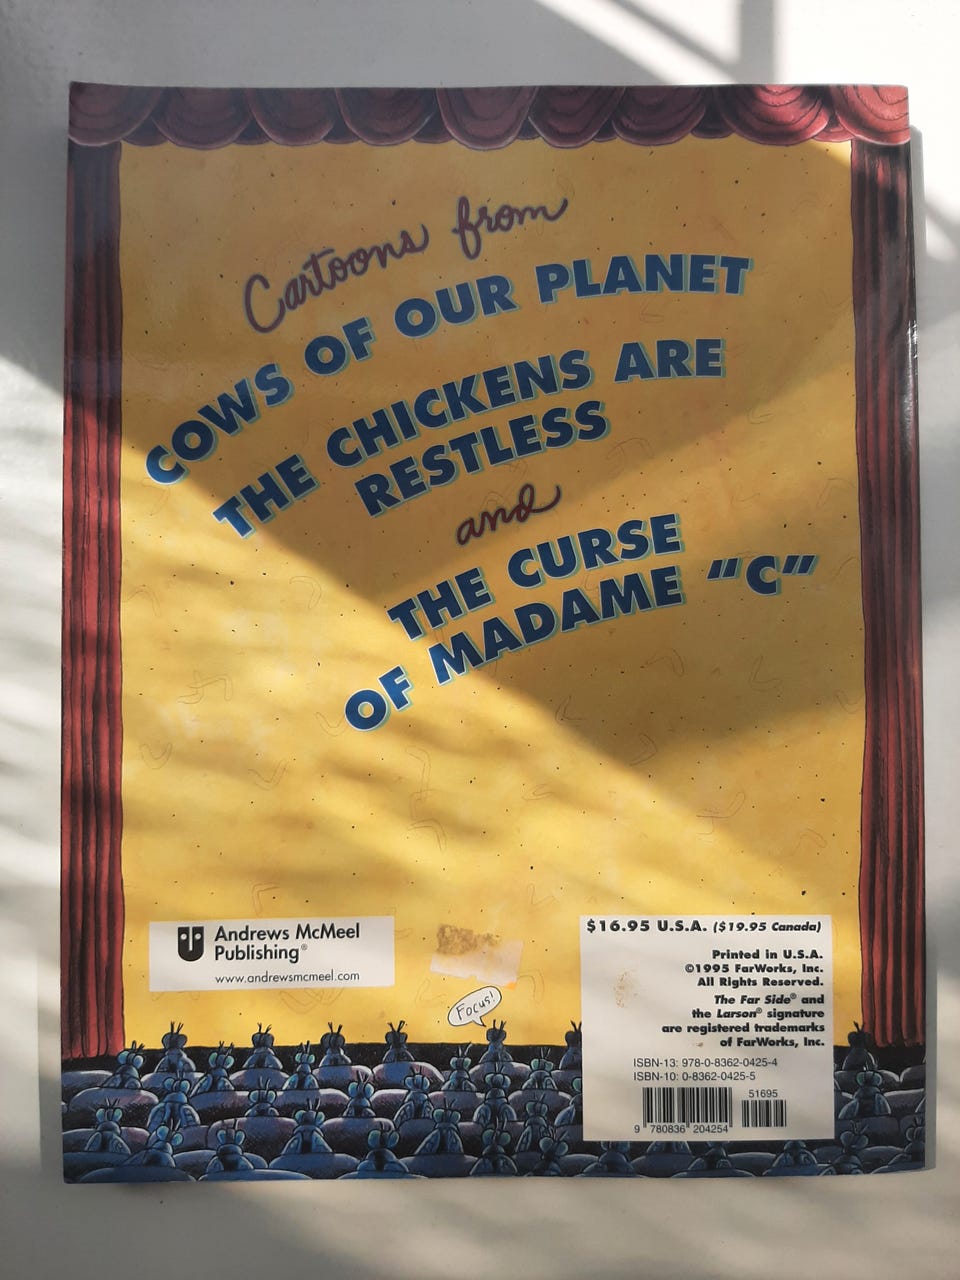 Cartoons from
COWS OF OUR PLANET
THE CHICKENS ARE
RESTLESS
and
THE CURSE
OF MADAME "C"
Andrews McMeel
Publishing®
www.andrewsmcmeel.com
Focus!
$16.95 U.S.A. ($19.95 Canada)
Printed in U.S.A.
©1995 FarWorks, Inc.
All Rights Reserved.
The Far Side® and
the Larson® signature
are registered trademarks
of FarWorks, Inc.
ISBN-13: 978-0-8362-0425-4
ISBN-10: 0-8362-0425-5
51695
9 780836 204254